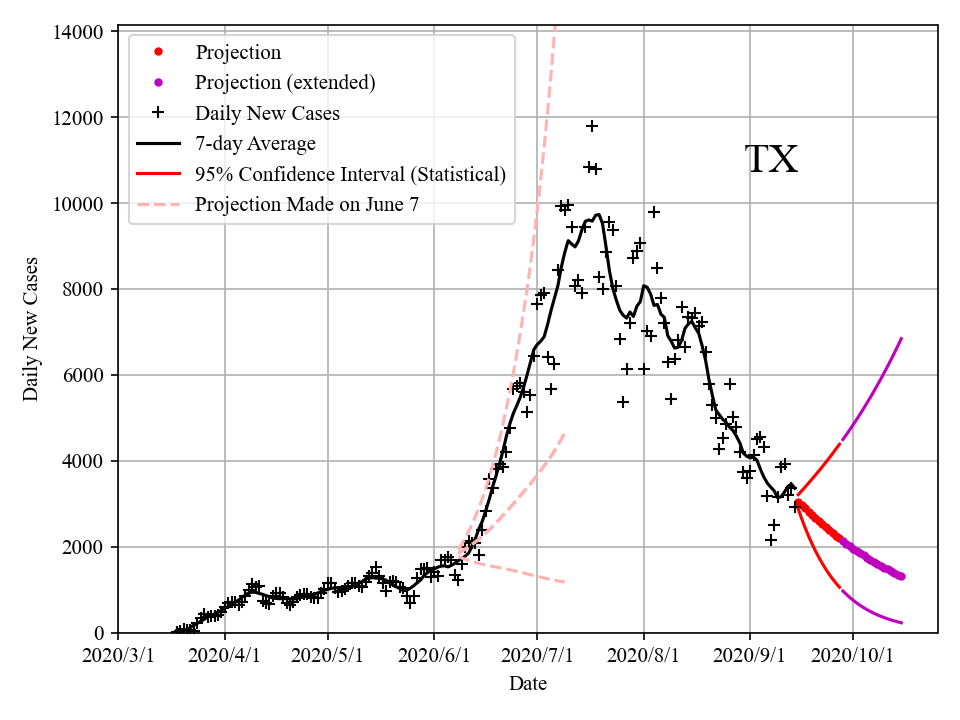 14000
12000
10000
8000
6000
4000
2000
0
Daily New Cases
Projection
Projection (extended)
Daily New Cases
7-day Average
95% Confidence Interval (Statistical)
Projection Made on June 7
TX
2020/3/1 2020/4/1 2020/5/1 2020/6/1 2020/7/1 2020/8/1 2020/9/1 2020/10/1
Date